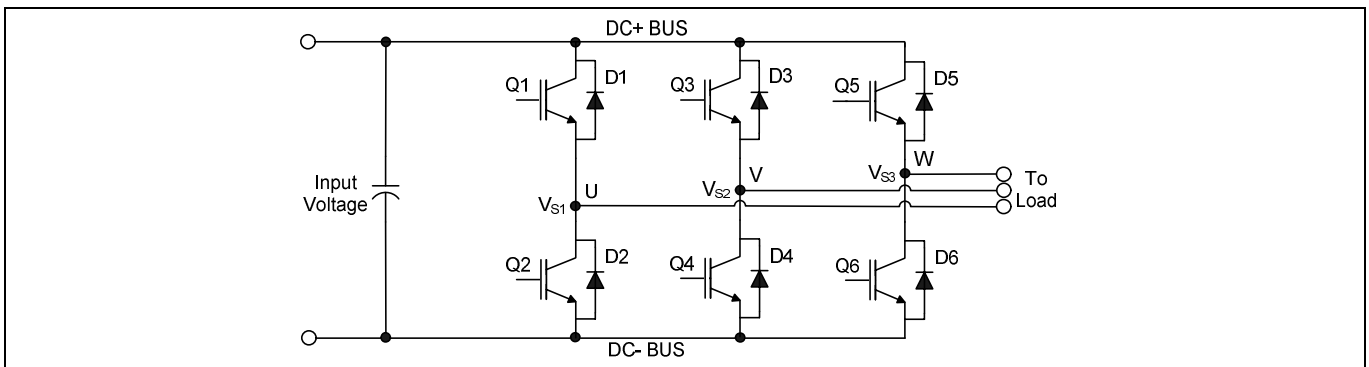 DC+ BUS
Q1
D1
Q3
D3
Q5
D5
Input
Voltage
U
VS1
V
VS2
W
VS3
To
Load
Q2
D2
Q4
D4
Q6
D6
DC- BUS